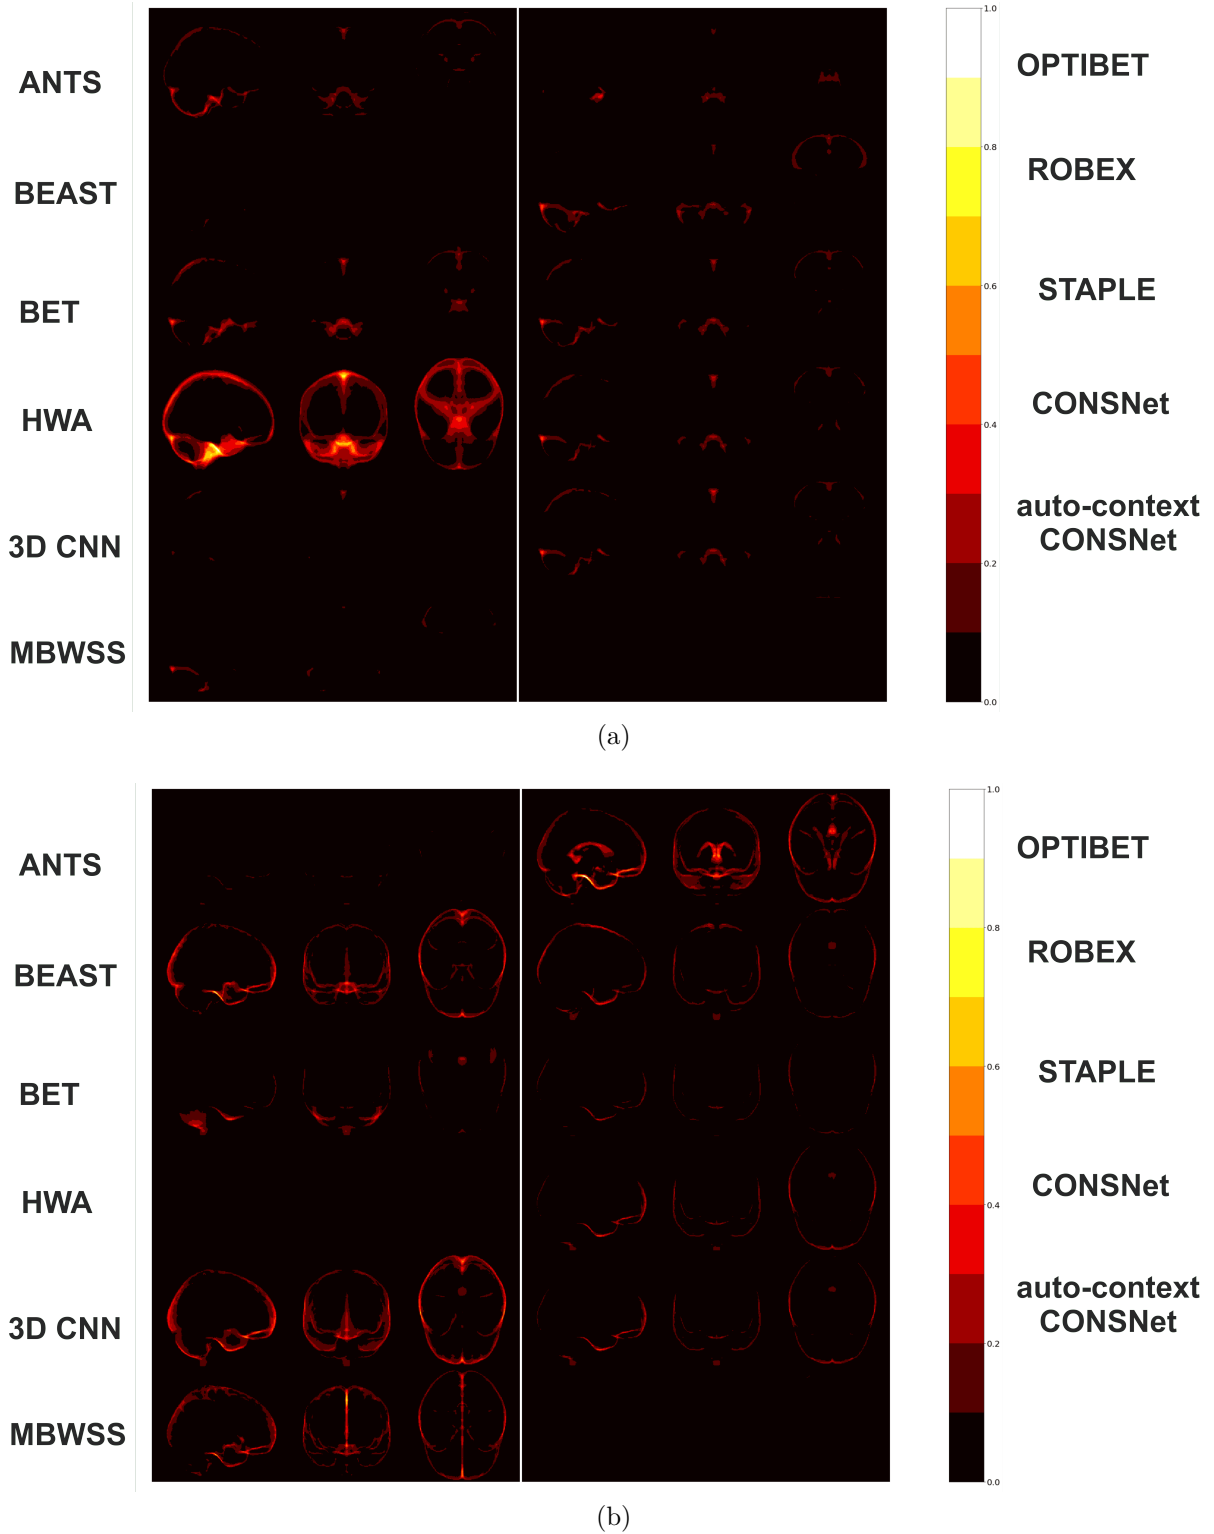 ANTS
BEAST
BET
HWA
3D CNN
MBWSS
1.0
0.8
0.6
0.4
0.2
0.0
OPTIBET
ROBEX
STAPLE
CONSNet
auto-context
CONSNet
(a)
ANTS
BEAST
BET
HWA
3D CNN
MBWSS
1.0
0.8
0.6
0.4
0.2
0.0
OPTIBET
ROBEX
STAPLE
CONSNet
auto-context
CONSNet
(b)